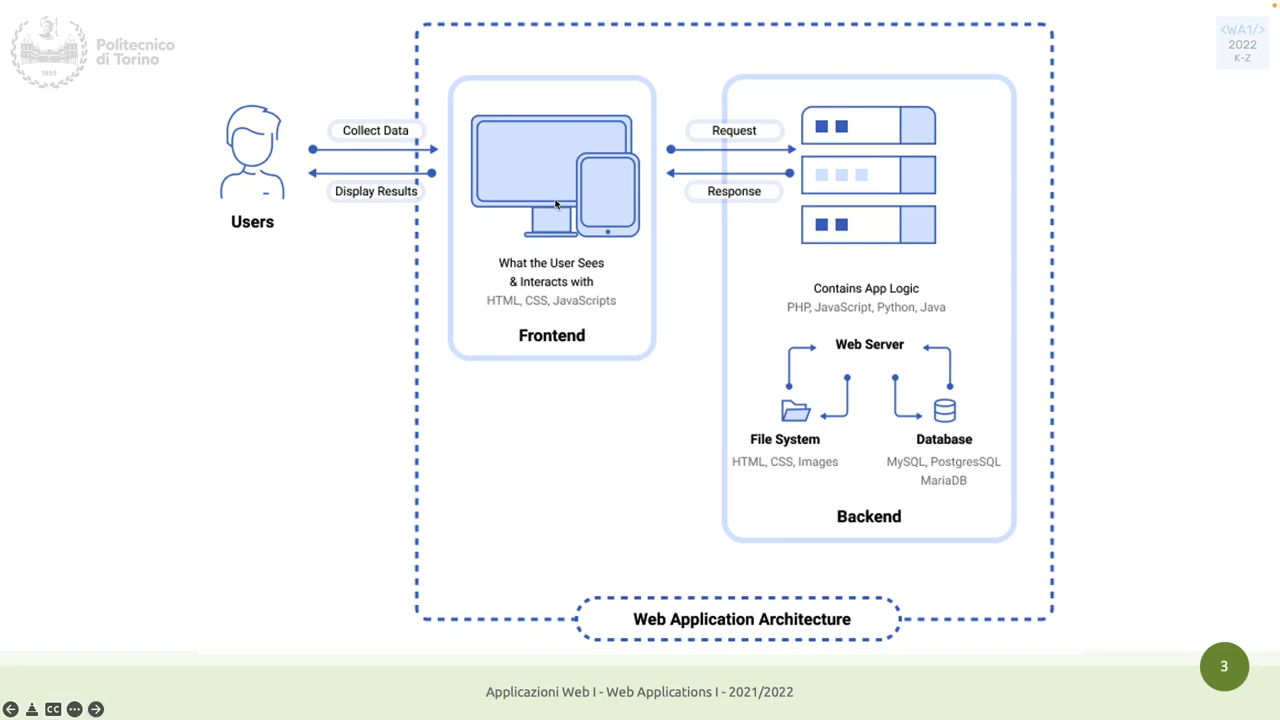 Politecnico
di Torino
1859
<WA1/>
2022
K-Z
Collect Data
Display Results
Users
What the User Sees
& Interacts with
HTML, CSS, JavaScripts
Frontend
Request
Response
Contains App Logic
PHP, JavaScript, Python, Java
Web Server
File System
HTML, CSS, Images
Database
MySQL, PostgresSQL
MariaDB
Backend
Web Application Architecture
3
Applicazioni Web I - Web Applications I - 2021/2022
CC